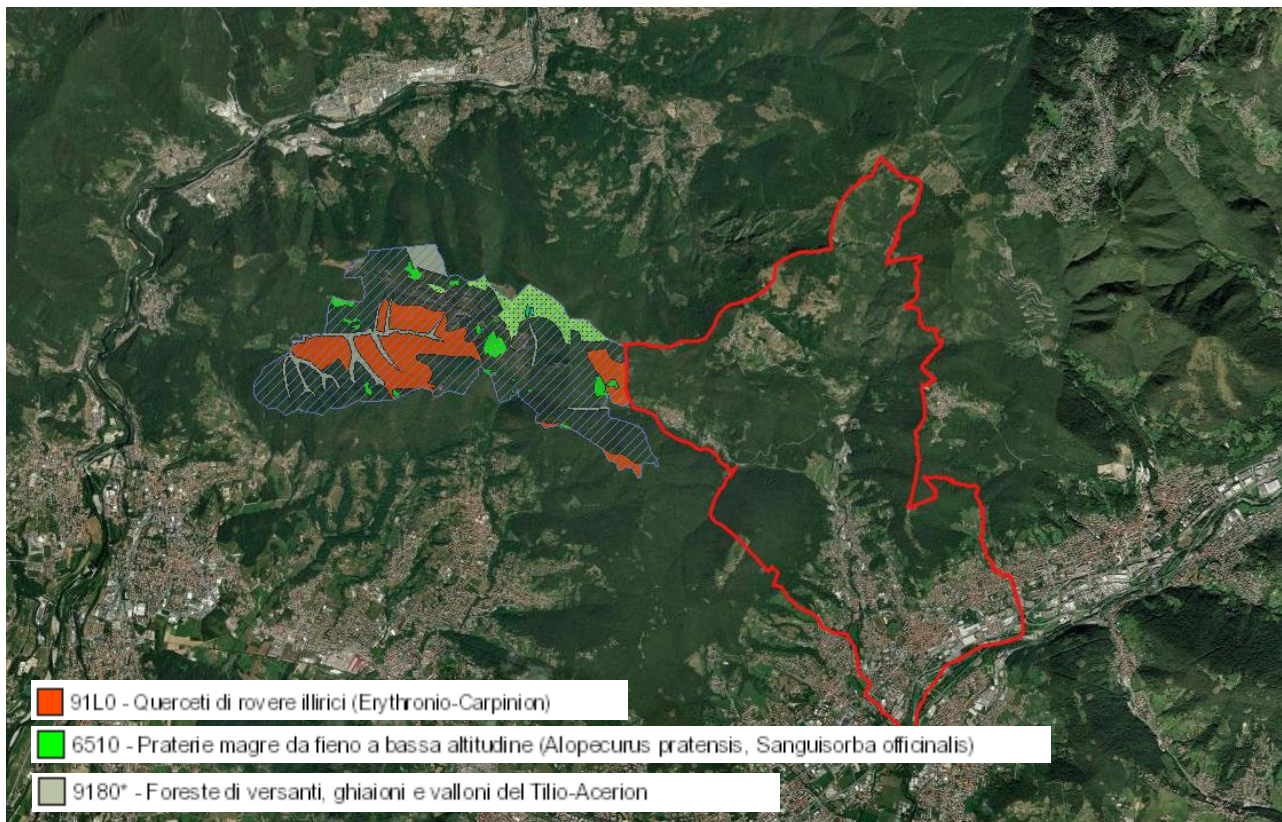 91L0 - Querceti di rovere illirici (Erythronio-Carpinion)
6510 - Praterie magre da fieno a bassa altitudine (Alopecurus pratensis, Sanguisorba officinalis)
9180* - Foreste di versanti, ghiaioni e valloni del Tilio-Acerion